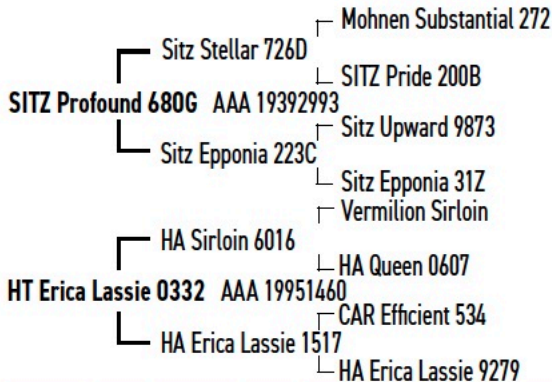 Mohnen Substantial 272
Sitz Stellar 726D
SITZ Pride 200B
SITZ Profound 680G AAA 19392993
Sitz Upward 9873
Sitz Epponia 223C
Sitz Epponia 31Z
Vermilion Sirloin
HA Sirloin 6016
HA Queen 0607
HT Erica Lassie 0332 AAA 19951460
CAR Efficient 534
HA Erica Lassie 1517
HA Erica Lassie 9279